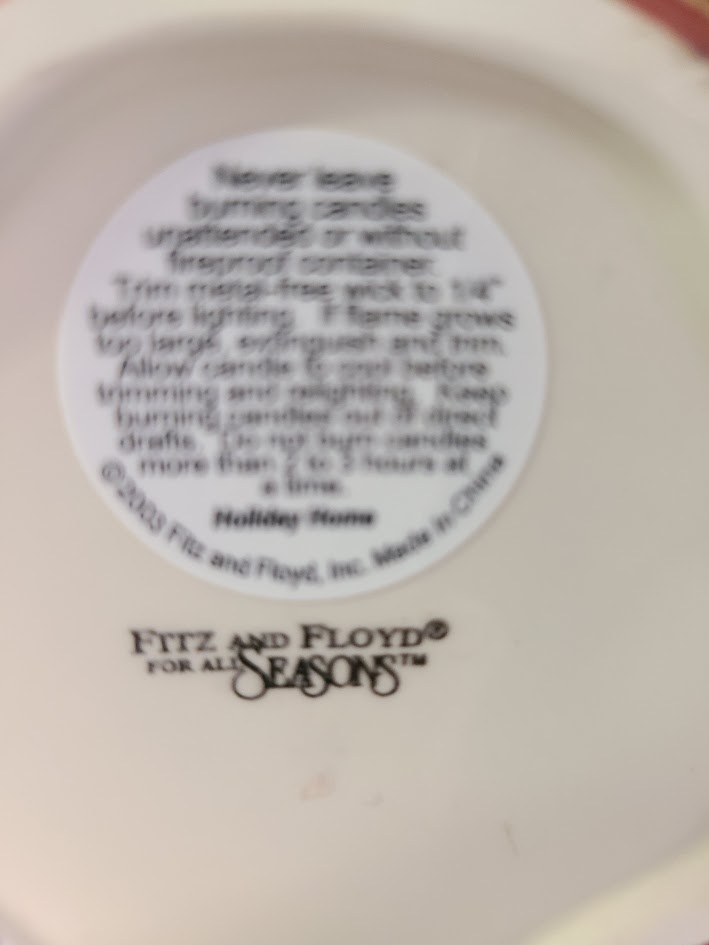 Never leave
burning candles
unattended or without
fireproof container.
Trim metal-free wick to 1/4"
before lighting. If flame grows
too large, extinguish and trim.
Allow candle to cool before
trimming and relighting. Keep
burning candles out of direct
drafts. Do not burn candles
more than 2 to 3 hours at
a time.
Holiday Home
©2003 Fitz and Floyd, Inc. Made in China
FITZ AND FLOYD®
FOR ALL SEASONS™